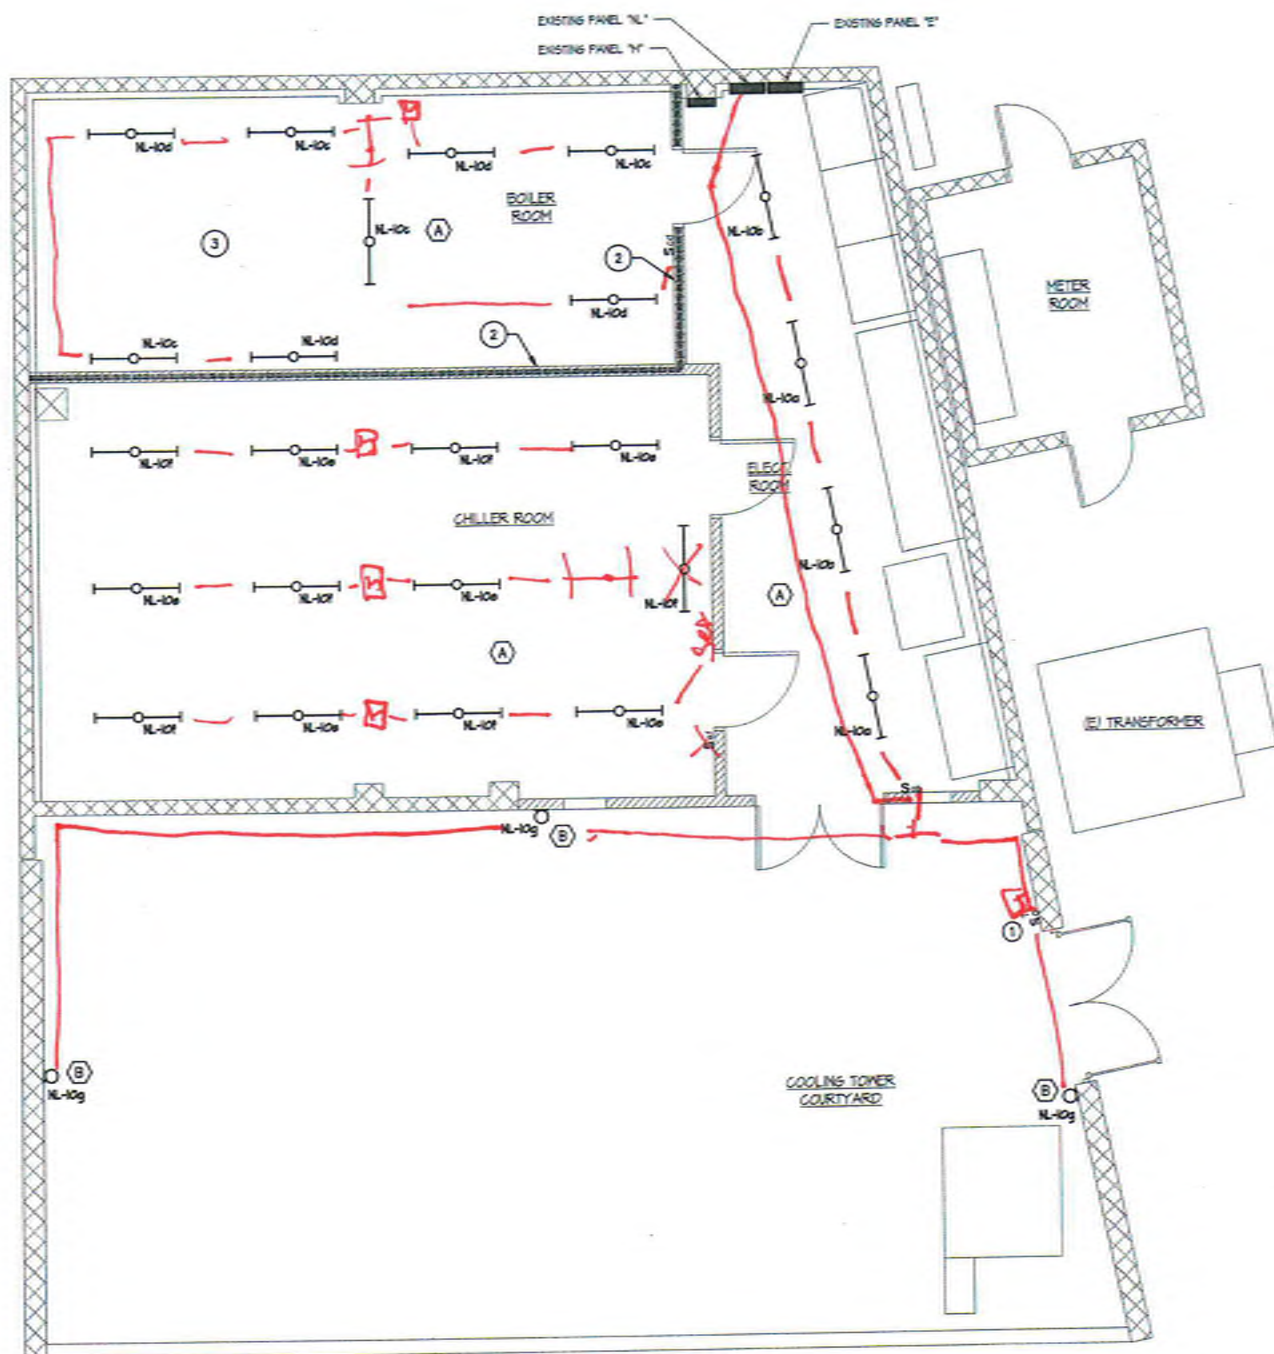 EXISTING PANEL "NL"
EXISTING PANEL "E"
EXISTING PANEL "M"
NL-10d
NL-10c
NL-10d
NL-10c
BOILER
ROOM
NL-10c
A
3
2
NL-10b
S
METER
ROOM
NL-10d
NL-10c
NL-10d
2
NL-10a
NL-10f
NL-10e
NL-10f
NL-10e
ELECT.
ROOM
CHILLER ROOM
NL-10b
NL-10e
NL-10f
NL-10e
NL-10f
A
A
NL-10f
NL-10e
NL-10f
NL-10e
NL-10a
(E) TRANSFORMER
S
S
NL-10g
B
S
1
B
NL-10g
COOLING TOWER
COURTYARD
B
NL-10g